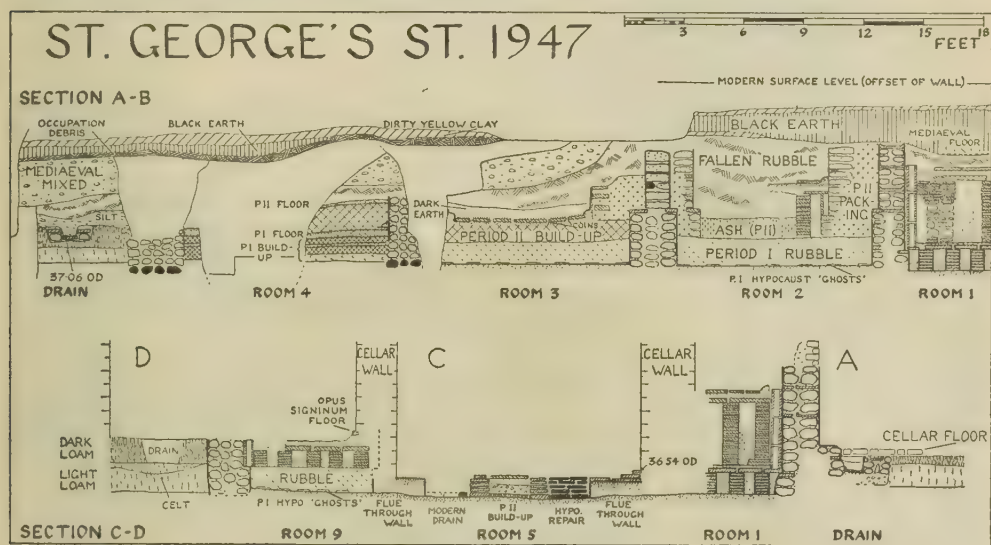 ST. GEORGE'S ST. 1947
3 6 9 12 15 18
FEET
MODERN SURFACE LEVEL (OFFSET OF WALL)
SECTION A-B
OCCUPATION
DEBRIS
BLACK EARTH
DIRTY YELLOW CLAY
BLACK EARTH
MEDIAEVAL
FLOOR
MEDIAEVAL
MIXED
FALLEN RUBBLE
SILT
PII FLOOR
DARK
EARTH
PII
PACK-
ING
PI FLOOR
PI BUILD-
UP
COINS
PERIOD II BUILD-UP
ASH (PII)
PERIOD I RUBBLE
37·06 OD
DRAIN
ROOM 4
ROOM 3
P.I HYPOCAUST 'GHOSTS'
ROOM 2
ROOM 1
D
CELLAR
WALL
C
CELLAR
WALL
A
OPUS
SIGNINUM
FLOOR
DARK
LOAM
DRAIN
36·54 OD
CELLAR FLOOR
LIGHT
LOAM
RUBBLE
CELT
P.I HYPO 'GHOSTS'
FLUE
THROUGH
WALL
MODERN
DRAIN
PII
BUILD-UP
HYPO.
REPAIR
FLUE
THROUGH
WALL
SECTION C-D
ROOM 9
ROOM 5
ROOM 1
DRAIN